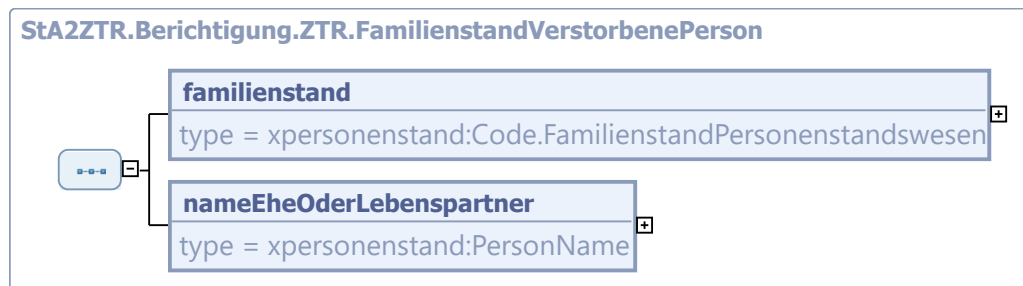 StA2ZTR.Berichtigung.ZTR.FamilienstandVerstorbenePerson
familienstand
type = xpersonenstand:Code.FamilienstandPersonenstandswesen
nameEheOderLebenspartner
type = xpersonenstand:PersonName